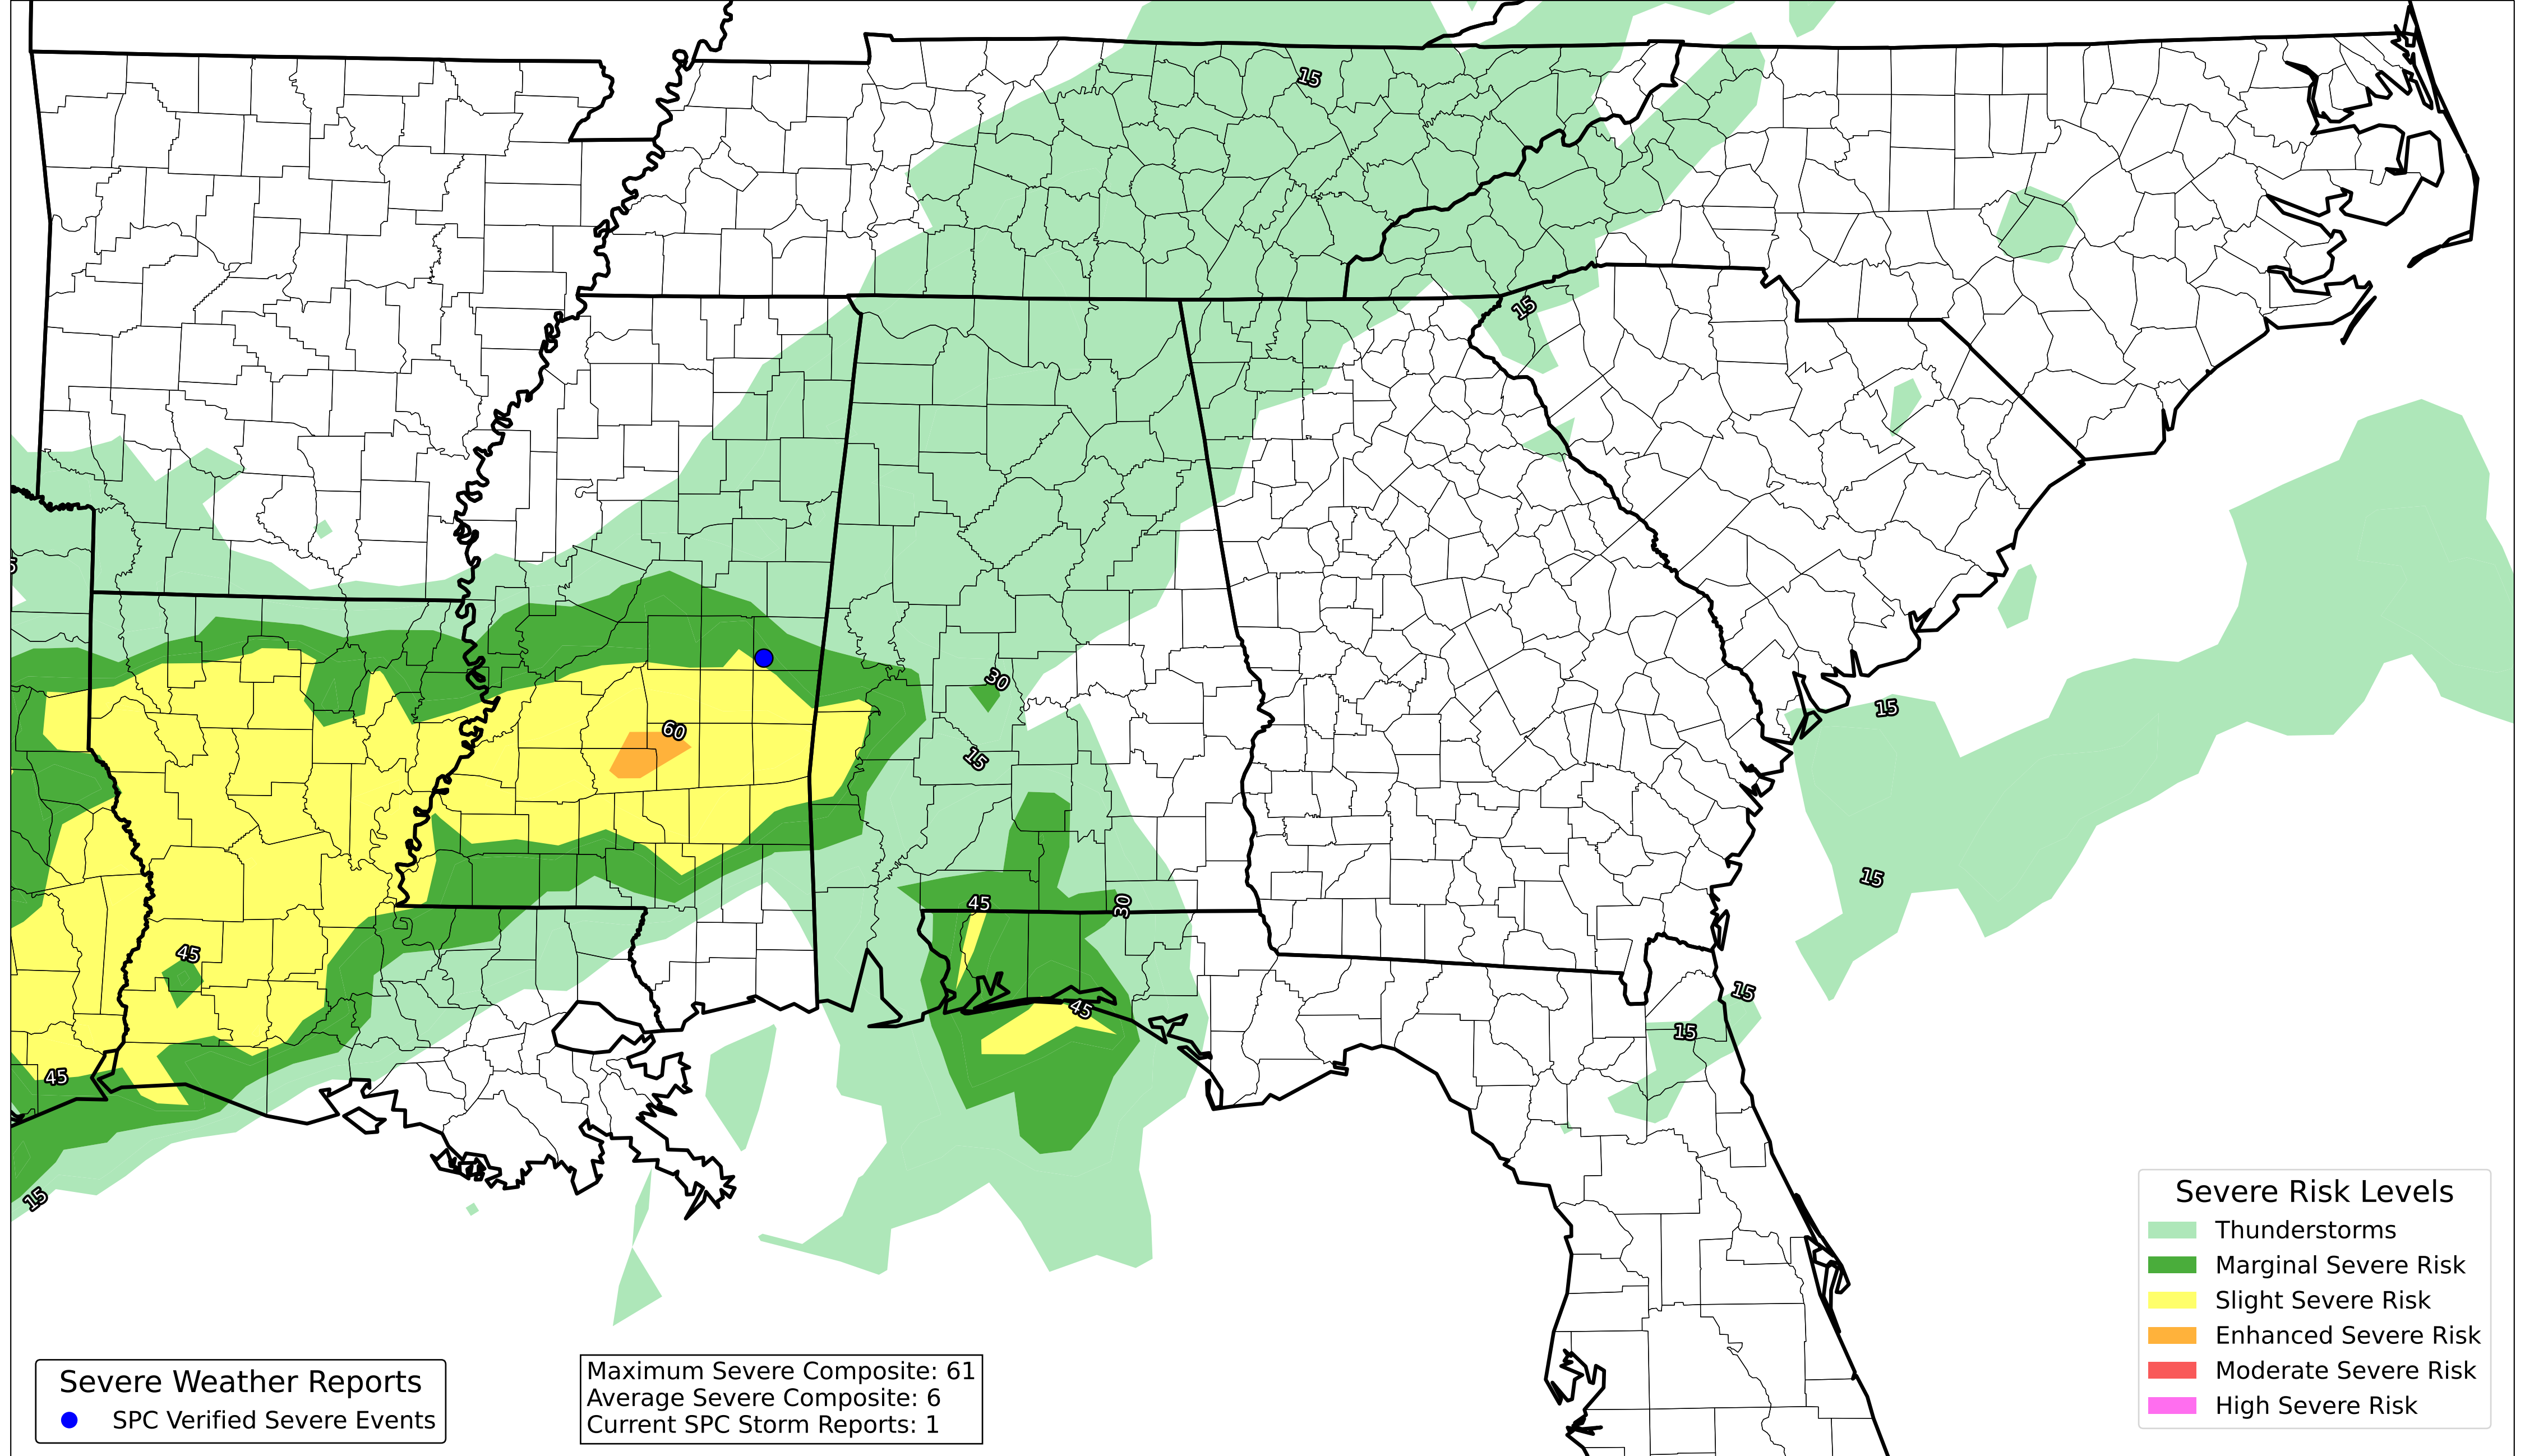 15
15
5
30
60
15
15
45
30
45
15
15
15
45
45
15
Severe Risk Levels
Thunderstorms
Marginal Severe Risk
Slight Severe Risk
Enhanced Severe Risk
Moderate Severe Risk
High Severe Risk
Severe Weather Reports
SPC Verified Severe Events
Maximum Severe Composite: 61
Average Severe Composite: 6
Current SPC Storm Reports: 1